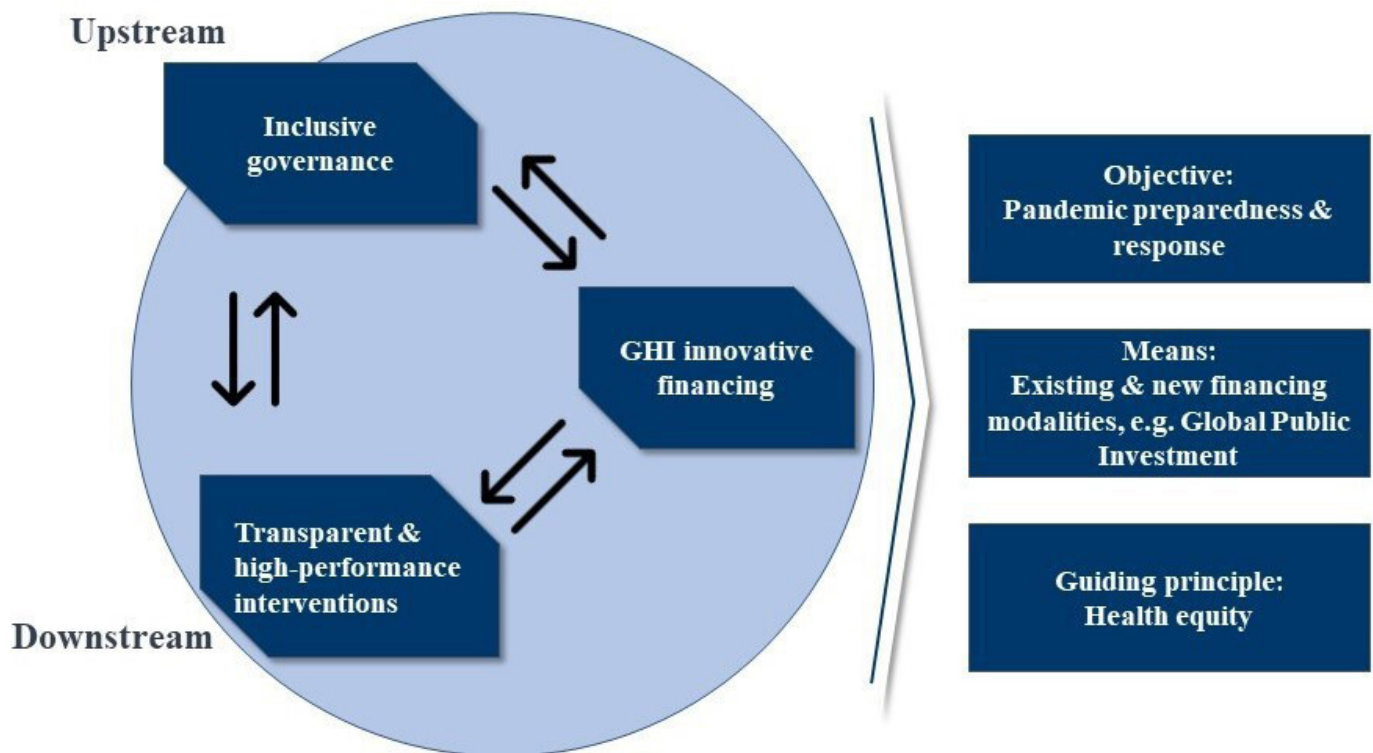 Upstream
Inclusive
governance
GHI innovative
financing
Transparent &
high-performance
interventions
Downstream
Objective:
Pandemic preparedness &
response
Means:
Existing & new financing
modalities, e.g. Global Public
Investment
Guiding principle:
Health equity